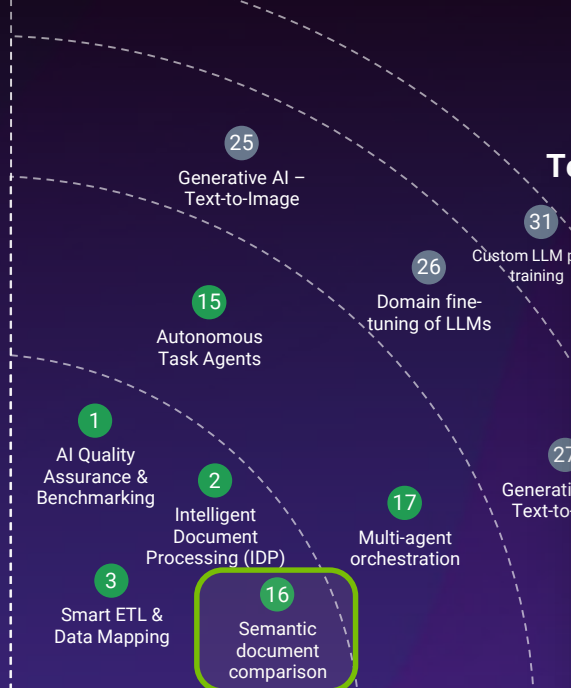 25
Generative AI –
Text-to-Image
31
26
Domain fine-
tuning of LLMs
Custom LLM
training
15
Autonomous
Task Agents
1
AI Quality
Assurance &
Benchmarking
2
Intelligent
Document
Processing (IDP)
27
17
Multi-agent
orchestration
3
Smart ETL &
Data Mapping
16
Semantic
document
comparison